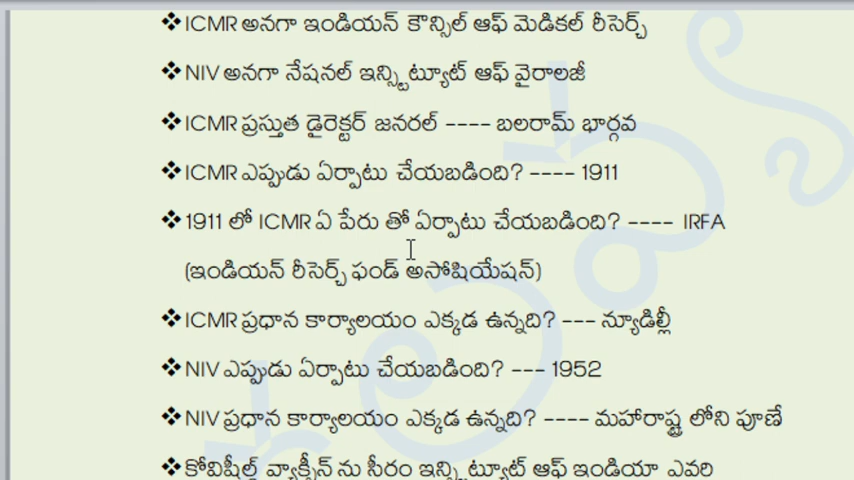 ❖ICMR అనగా ఇండియన్ కౌన్సిల్ ఆఫ్ మెడికల్ రీసెర్చ్
❖NIV అనగా నేషనల్ ఇన్స్టిట్యూట్ ఆఫ్ వైరాలజీ
❖ICMR ప్రస్తుత డైరెక్టర్ జనరల్ ---- బలరామ్ భార్గవ
❖ICMR ఎప్పుడు ఏర్పాటు చేయబడింది? ---- 1911
❖1911 లో ICMR ఏ పేరు తో ఏర్పాటు చేయబడింది? ---- IRFA
(ఇండియన్ రీసెర్చ్ ఫండ్ అసోషియేషన్)
❖ICMR ప్రధాన కార్యాలయం ఎక్కడ ఉన్నది? --- న్యూడిల్లీ
❖NIV ఎప్పుడు ఏర్పాటు చేయబడింది? --- 1952
❖NIV ప్రధాన కార్యాలయం ఎక్కడ ఉన్నది? ---- మహారాష్ట్ర లోని పూణే
❖కోవిషీల్డ్ వ్యాక్సీన్ ను సీరం ఇన్స్టిట్యూట్ ఆఫ్ ఇండియా ఎవరి